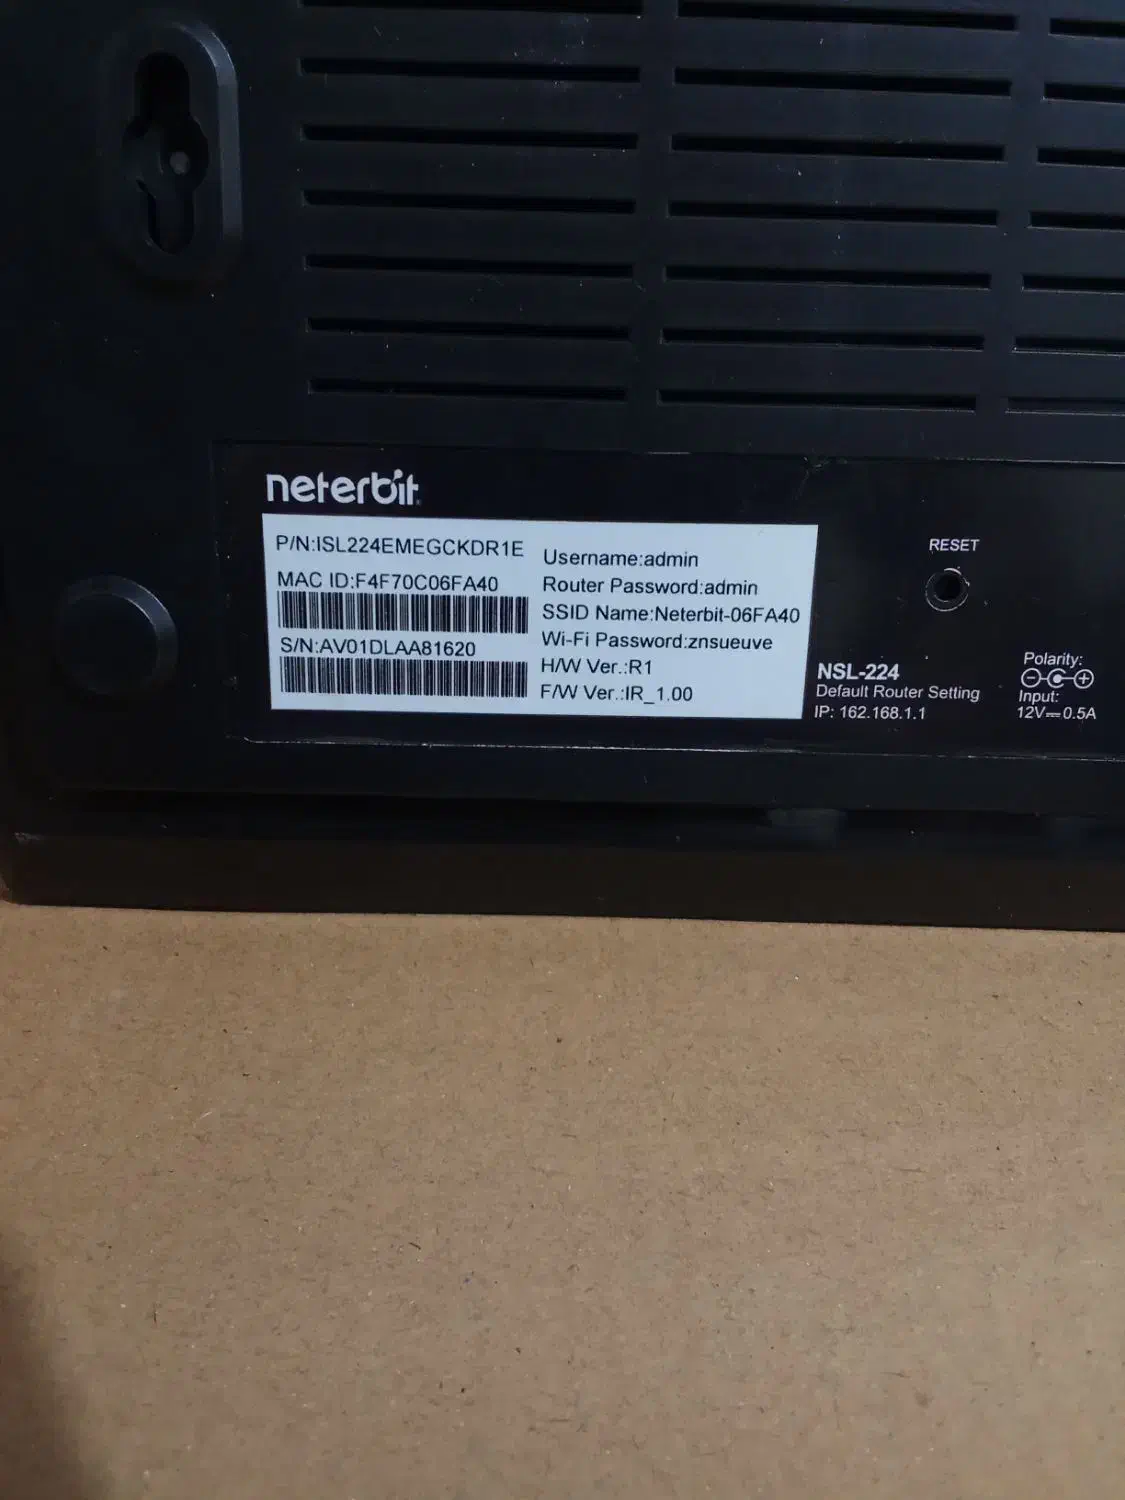 neterbit
P/N:ISL224EMEGCKDR1E
MAC ID:F4F70C06FA40
S/N:AV01DLAA81620
Username:admin
Router Password:admin
SSID Name:Neterbit-06FA40
Wi-Fi Password:znsueuve
H/W Ver.:R1
F/W Ver.:IR_1.00
NSL-224
Default Router Setting
IP: 162.168.1.1
RESET
Polarity:
Input:
12V⎓0.5A